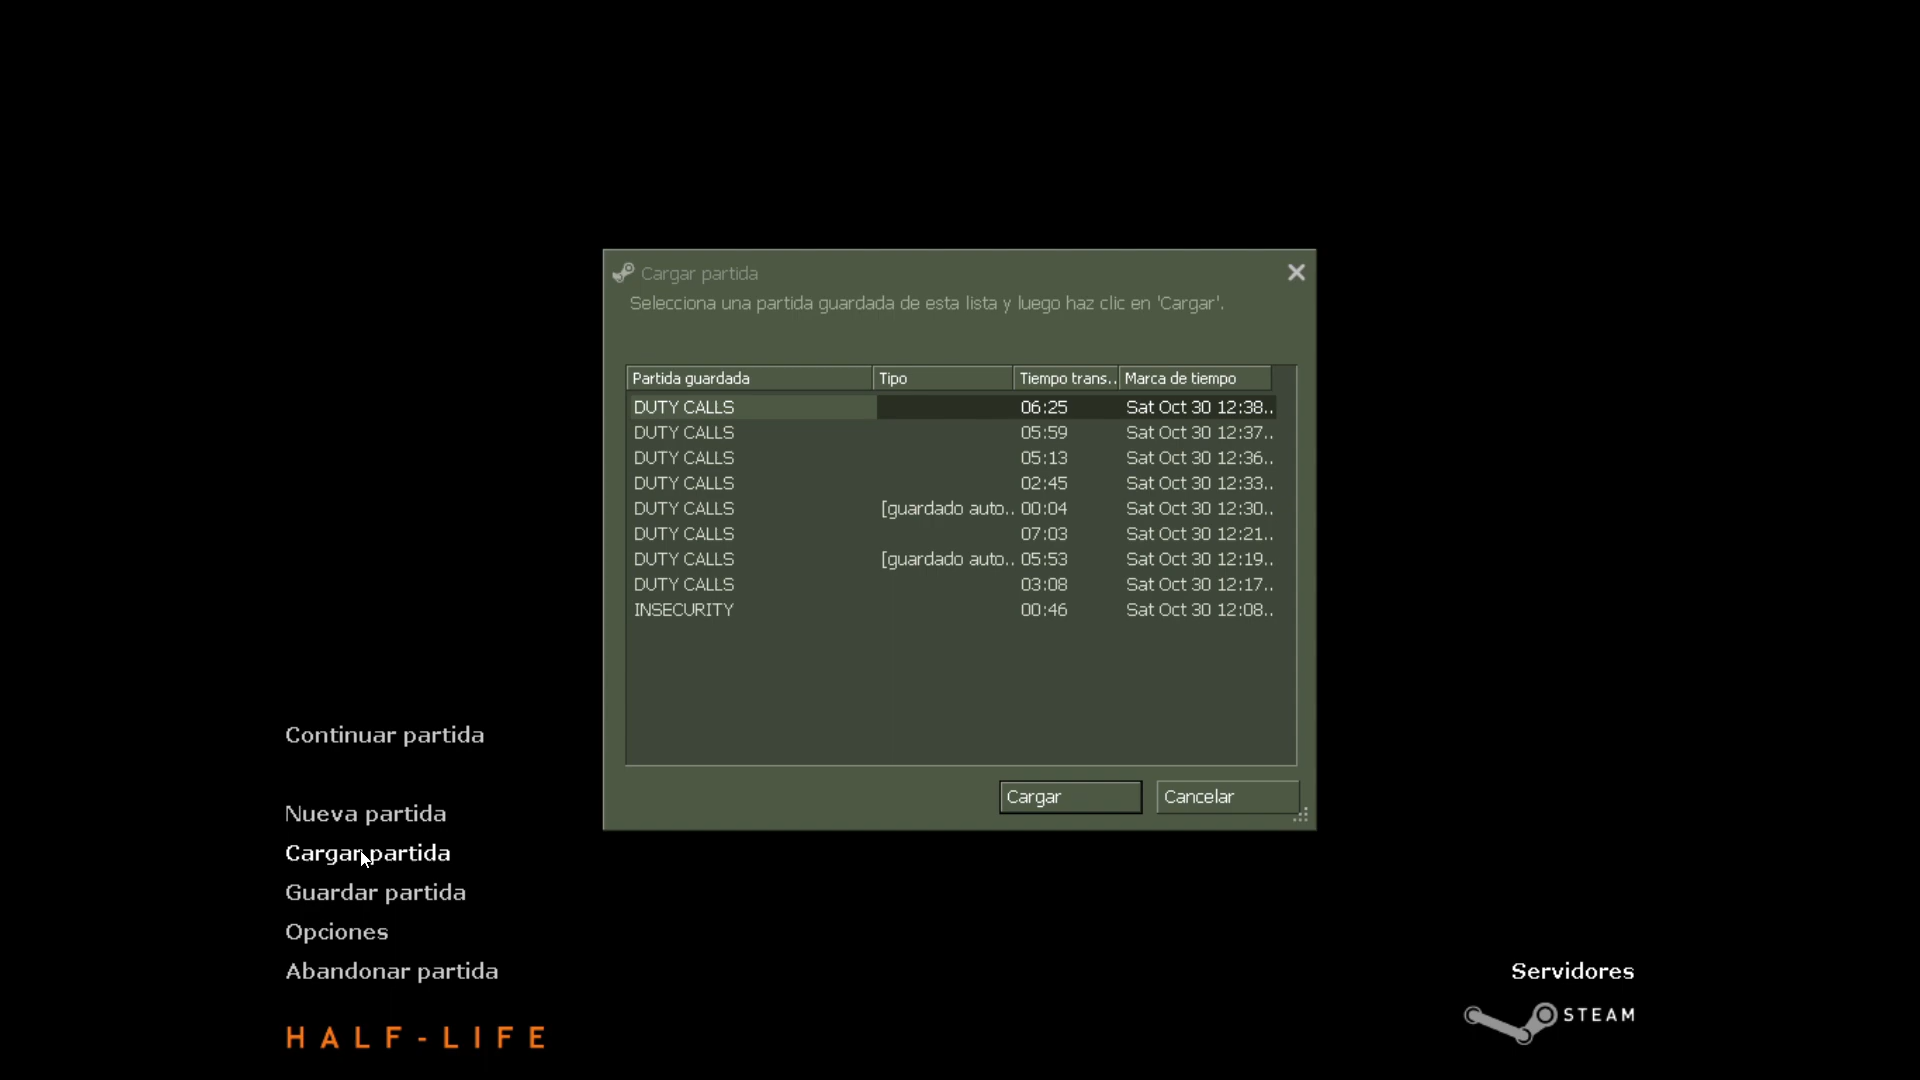 Cargar partida
Selecciona una partida guardada de esta lista y luego haz clic en 'Cargar'.
Partida guardada Tipo Tiempo trans.. Marca de tiempo
DUTY CALLS 06:25 Sat Oct 30 12:38..
DUTY CALLS 05:59 Sat Oct 30 12:37..
DUTY CALLS 05:13 Sat Oct 30 12:36..
DUTY CALLS 02:45 Sat Oct 30 12:33..
DUTY CALLS [guardado auto.. 00:04 Sat Oct 30 12:30..
DUTY CALLS 07:03 Sat Oct 30 12:21..
DUTY CALLS [guardado auto.. 05:53 Sat Oct 30 12:19..
DUTY CALLS 03:08 Sat Oct 30 12:17..
INSECURITY 00:46 Sat Oct 30 12:08..
Cargar Cancelar
Continuar partida
Nueva partida
Cargar partida
Guardar partida
Opciones
Abandonar partida
Servidores
STEAM
HALF-LIFE